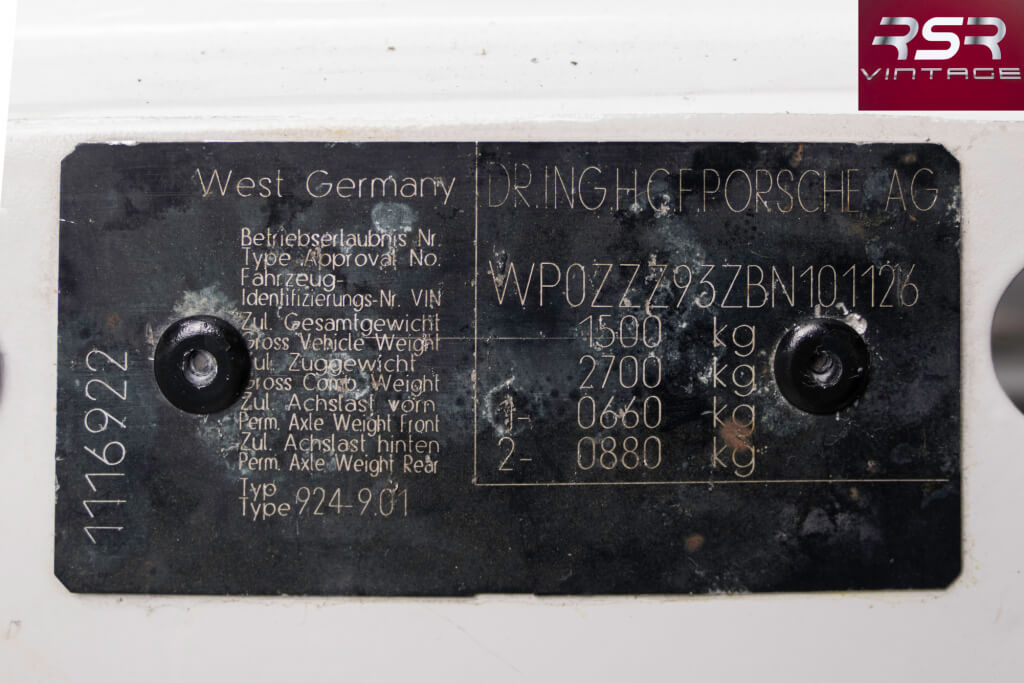 RSR
VINTAGE
West Germany
DR.ING.H.C.F.PORSCHE AG
Betriebserlaubnis Nr.
Type Approval No.
Fahrzeug-
Identifizierungs-Nr. VIN
WP0ZZZ93ZBN101126
Zul. Gesamtgewicht
Gross Vehicle Weight
1500 kg
Zul. Zuggewicht
Gross Comb. Weight
2700 kg
Zul. Achslast vorn
Perm. Axle Weight Front
1- 0660 kg
Zul. Achslast hinten
Perm. Axle Weight Rear
2- 0880 kg
Typ
Type 924-9.01
1116922